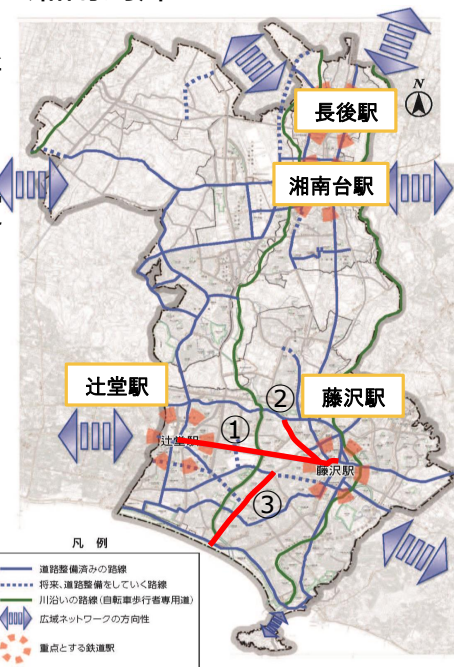 N
長後駅
湘南台駅
辻堂駅
藤沢駅
②
①
辻堂駅
藤沢駅
③
凡 例
道路整備済みの路線
将来、道路整備をしていく路線
川沿いの路線(自転車歩行者専用道)
広域ネットワークの方向性
重点とする鉄道駅